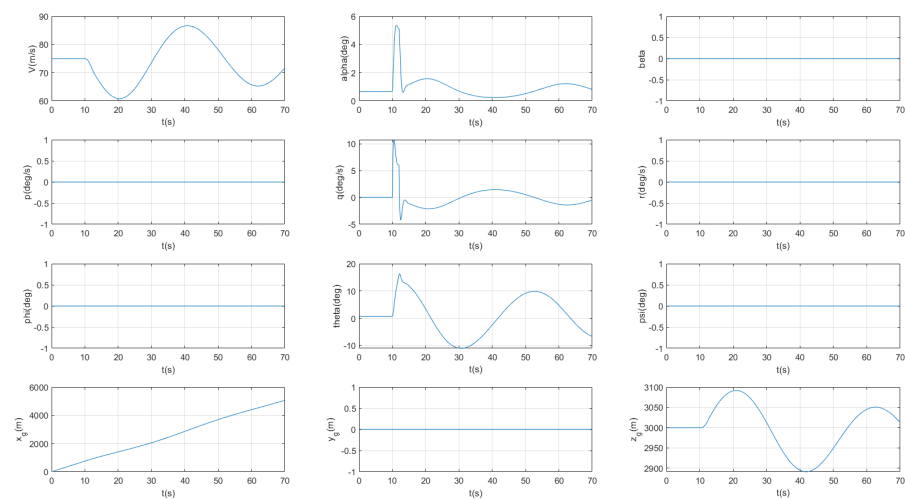 90
80
70
60
V(m/s)
0 10 20 30 40 50 60 70
t(s)
6
4
2
0
alpha(deg)
0 10 20 30 40 50 60 70
t(s)
1
0.5
0
-0.5
-1
beta
0 10 20 30 40 50 60 70
t(s)
1
0.5
0
-0.5
-1
p(deg/s)
0 10 20 30 40 50 60 70
t(s)
10
5
0
-5
q(deg/s)
0 10 20 30 40 50 60 70
t(s)
1
0.5
0
-0.5
-1
r(deg/s)
0 10 20 30 40 50 60 70
t(s)
1
0.5
0
-0.5
-1
phi(deg)
0 10 20 30 40 50 60 70
t(s)
20
10
0
-10
theta(deg)
0 10 20 30 40 50 60 70
t(s)
1
0.5
0
-0.5
-1
psi(deg)
0 10 20 30 40 50 60 70
t(s)
6000
4000
2000
0
x_g(m)
0 10 20 30 40 50 60 70
t(s)
1
0.5
0
-0.5
-1
y_g(m)
0 10 20 30 40 50 60 70
t(s)
3100
3050
3000
2950
2900
z_g(m)
0 10 20 30 40 50 60 70
t(s)